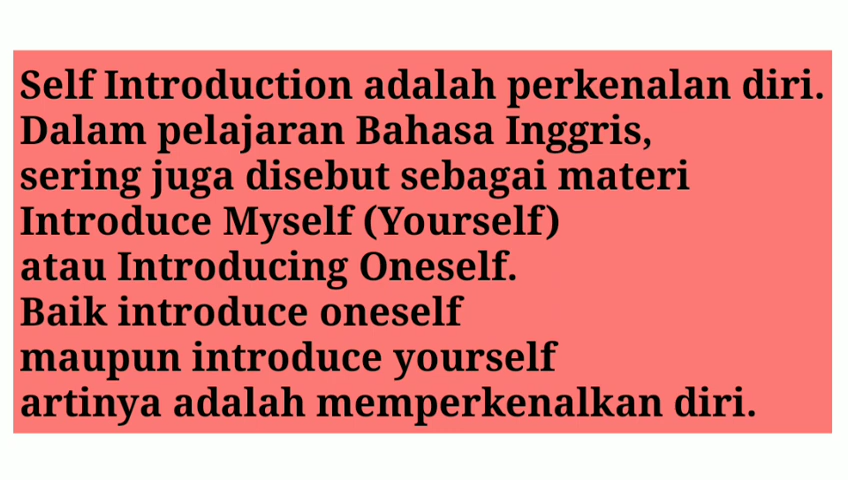 Self Introduction adalah perkenalan diri.
Dalam pelajaran Bahasa Inggris,
sering juga disebut sebagai materi
Introduce Myself (Yourself)
atau Introducing Oneself.
Baik introduce oneself
maupun introduce yourself
artinya adalah memperkenalkan diri.